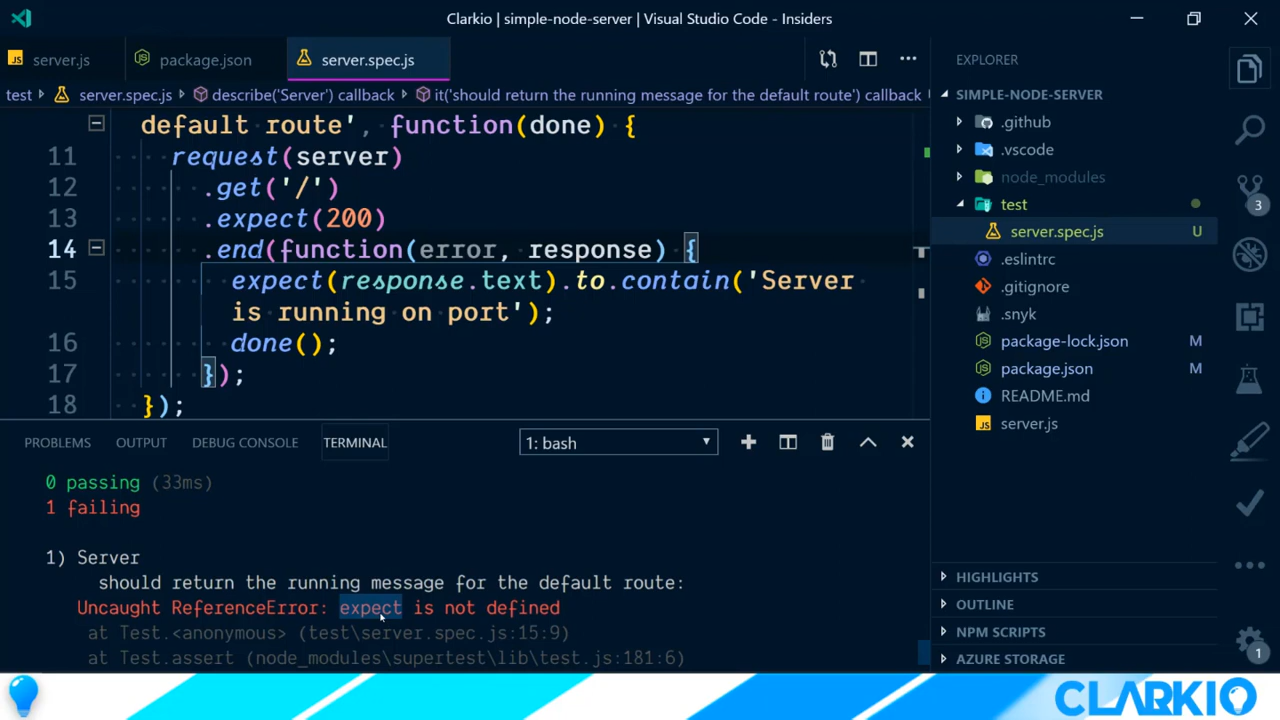 Clarkio | simple-node-server | Visual Studio Code - Insiders
JS server.js
package.json
server.spec.js
test server.spec.js describe('Server') callback it('should return the running message for the default route') callback
default route', function(done) {
11 request(server)
12 .get('/')
13 .expect(200)
14 .end(function(error, response) {
15 expect(response.text).to.contain('Server
is running on port');
16 done();
17 });
18 });
PROBLEMS OUTPUT DEBUG CONSOLE TERMINAL 1: bash
0 passing (33ms)
1 failing
1) Server
should return the running message for the default route:
Uncaught ReferenceError: expect is not defined
at Test.<anonymous> (test\server.spec.js:15:9)
at Test.assert (node_modules\supertest\lib\test.js:181:6)
EXPLORER
SIMPLE-NODE-SERVER
.github
.vscode
node_modules
test
server.spec.js U
.eslintrc
.gitignore
.snyk
package-lock.json M
package.json M
README.md
JS server.js
HIGHLIGHTS
OUTLINE
NPM SCRIPTS
AZURE STORAGE
3
1
CLARKIO